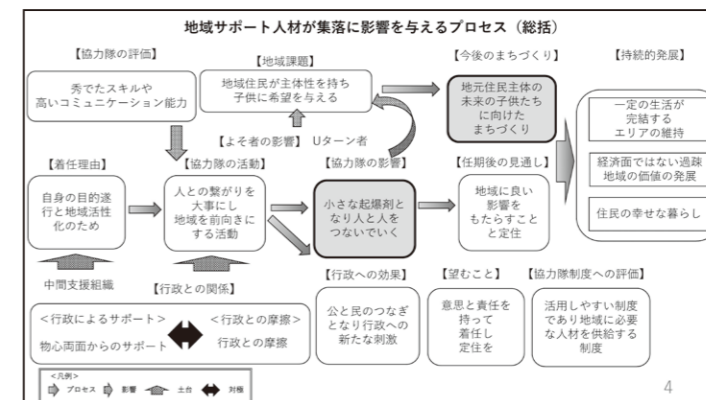 地域サポート人材が集落に影響を与えるプロセス（総括）
【協力隊の評価】
秀でたスキルや
高いコミュニケーション能力
【地域課題】
地域住民が主体性を持ち
子供に希望を与える
【今後のまちづくり】
地元住民主体の
未来の子供たち
に向けた
まちづくり
【持続的発展】
一定の生活が
完結する
エリアの維持
経済面ではない過疎
地域の価値の発展
住民の幸せな暮らし
【よそ者の影響】 Uターン者
【着任理由】
自身の目的遂
行と地域活性
化のため
【協力隊の活動】
人との繋がりを
大事にし
地域を前向きに
する活動
【協力隊の影響】
小さな起爆剤と
なり人と人を
つないでいく
【任期後の見通し】
地域に良い
影響を
もたらすこと
と定住
中間支援組織
【行政との関係】
＜行政によるサポート＞
物心両面からのサポート
＜行政との摩擦＞
行政との摩擦
【行政への効果】
公と民のつなぎ
となり行政への
新たな刺激
【望むこと】
意思と責任を
持って
着任し
定住を
【協力隊制度への評価】
活用しやすい制度
であり地域に必要
な人材を供給する
制度
＜凡例＞
プロセス 影響 土台 対極
4